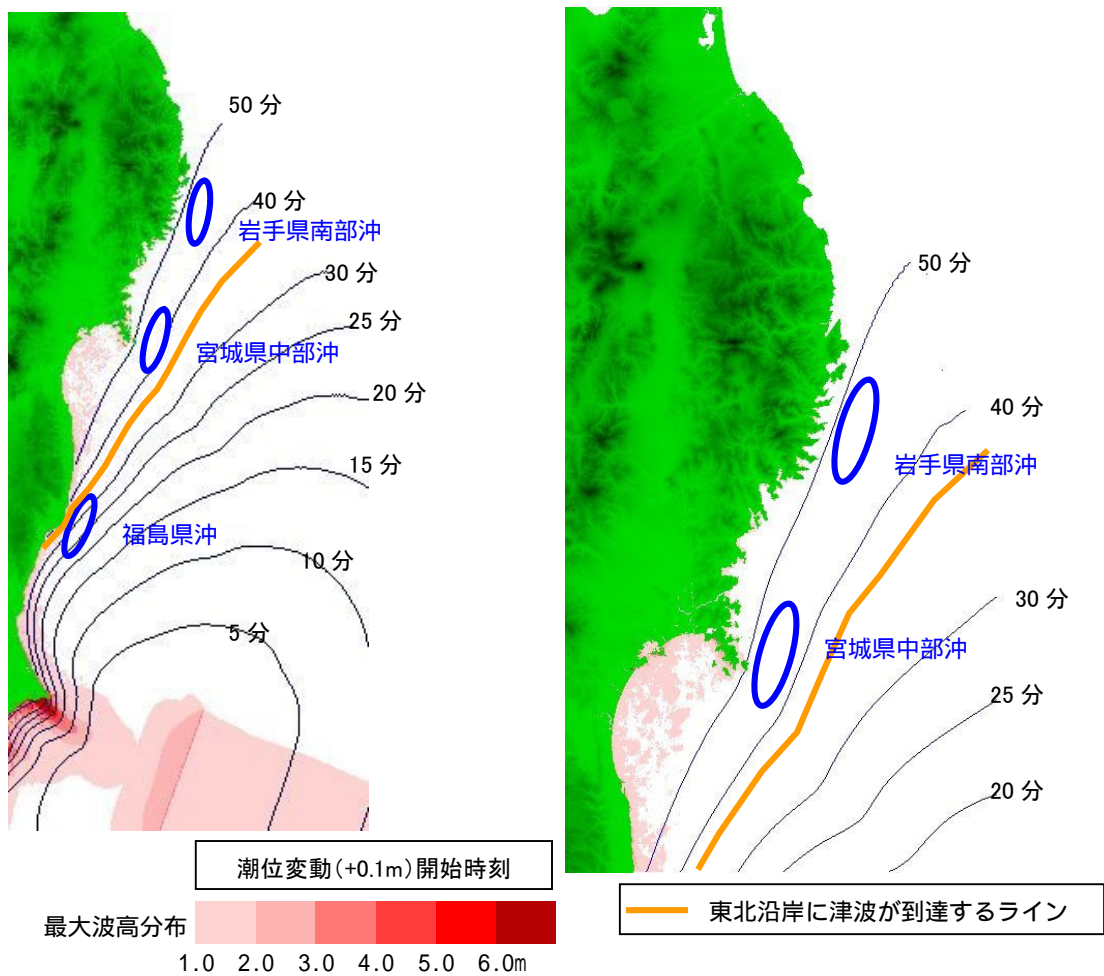 50 分
40 分
岩手県南部沖
30 分
25 分
宮城県中部沖
20 分
15 分
福島県沖
10 分
5 分
潮位変動(+0.1m)開始時刻
最大波高分布
1.0 2.0 3.0 4.0 5.0 6.0m
50 分
40 分
岩手県南部沖
30 分
宮城県中部沖
25 分
20 分
東北沿岸に津波が到達するライン